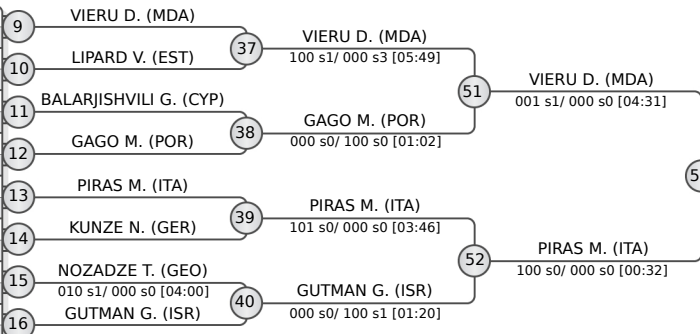 9
VIERU D. (MDA)
10
LIPARD V. (EST)
37
VIERU D. (MDA)
100 s1/ 000 s3 [05:49]
11
BALARJISHVILI G. (CYP)
12
GAGO M. (POR)
38
GAGO M. (POR)
000 s0/ 100 s0 [01:02]
51
VIERU D. (MDA)
001 s1/ 000 s0 [04:31]
13
PIRAS M. (ITA)
14
KUNZE N. (GER)
39
PIRAS M. (ITA)
101 s0/ 000 s0 [03:46]
15
NOZADZE T. (GEO)
010 s1/ 000 s0 [04:00]
16
GUTMAN G. (ISR)
40
GUTMAN G. (ISR)
000 s0/ 100 s1 [01:20]
52
PIRAS M. (ITA)
100 s0/ 000 s0 [00:32]